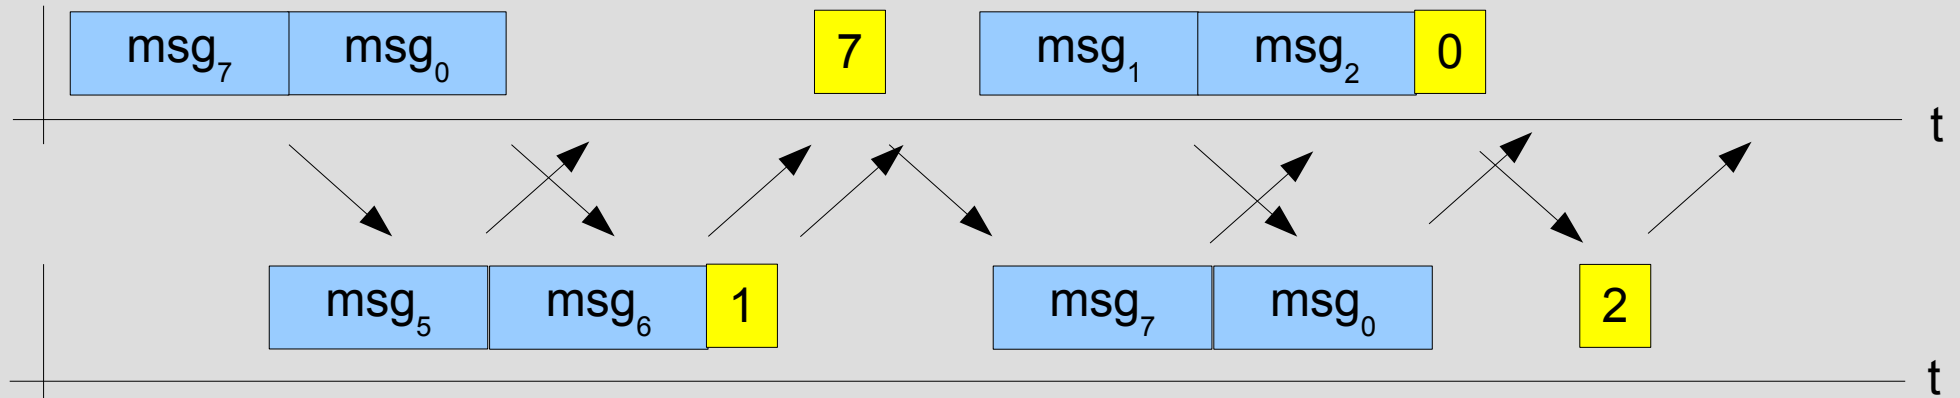 msg₇ msg₀ 7 msg₁ msg₂ 0
t
msg₅ msg₆ 1 msg₇ msg₀ 2
t